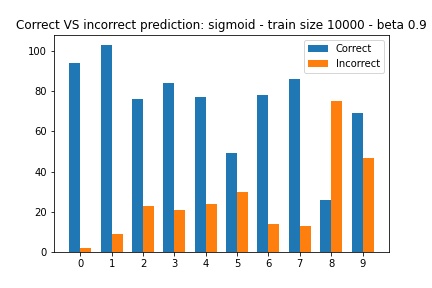 Correct VS incorrect prediction: sigmoid - train size 10000 - beta 0.9
Correct
Incorrect
100
80
60
40
20
0
0 1 2 3 4 5 6 7 8 9